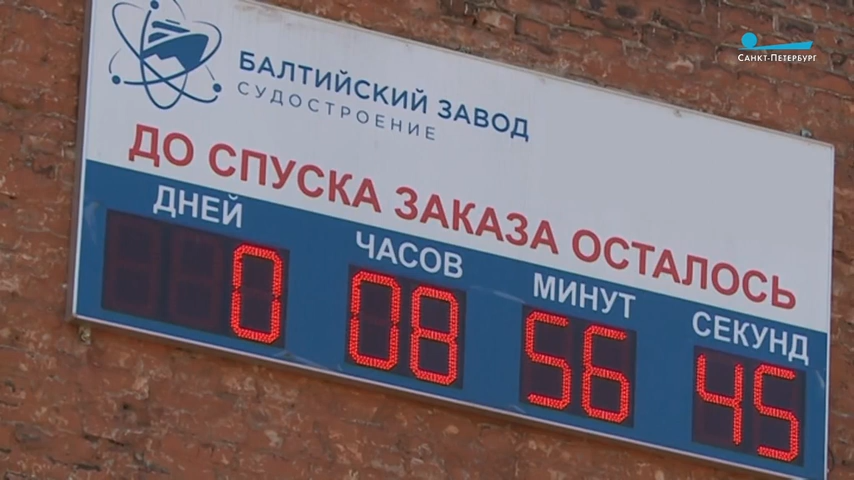 Санкт-Петербург
БАЛТИЙСКИЙ ЗАВОД
СУДОСТРОЕНИЕ
ДО СПУСКА ЗАКАЗА ОСТАЛОСЬ
ДНЕЙ ЧАСОВ МИНУТ СЕКУНД
0 08 56 45